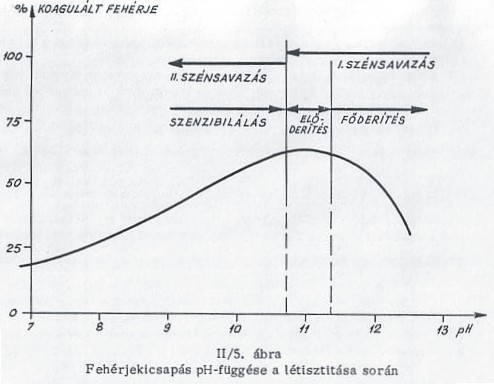 % KOAGULÁLT FEHÉRJE
100
II. SZÉNSAVAZÁS
I. SZÉNSAVAZÁS
75
SZENZIBILÁLÁS
ELŐ-
DERÍTÉS
FŐDERÍTÉS
50
25
0
7 8 9 10 11 12 13 pH
II/5. ábra
Fehérjekicsapás pH-függése a létisztitása során